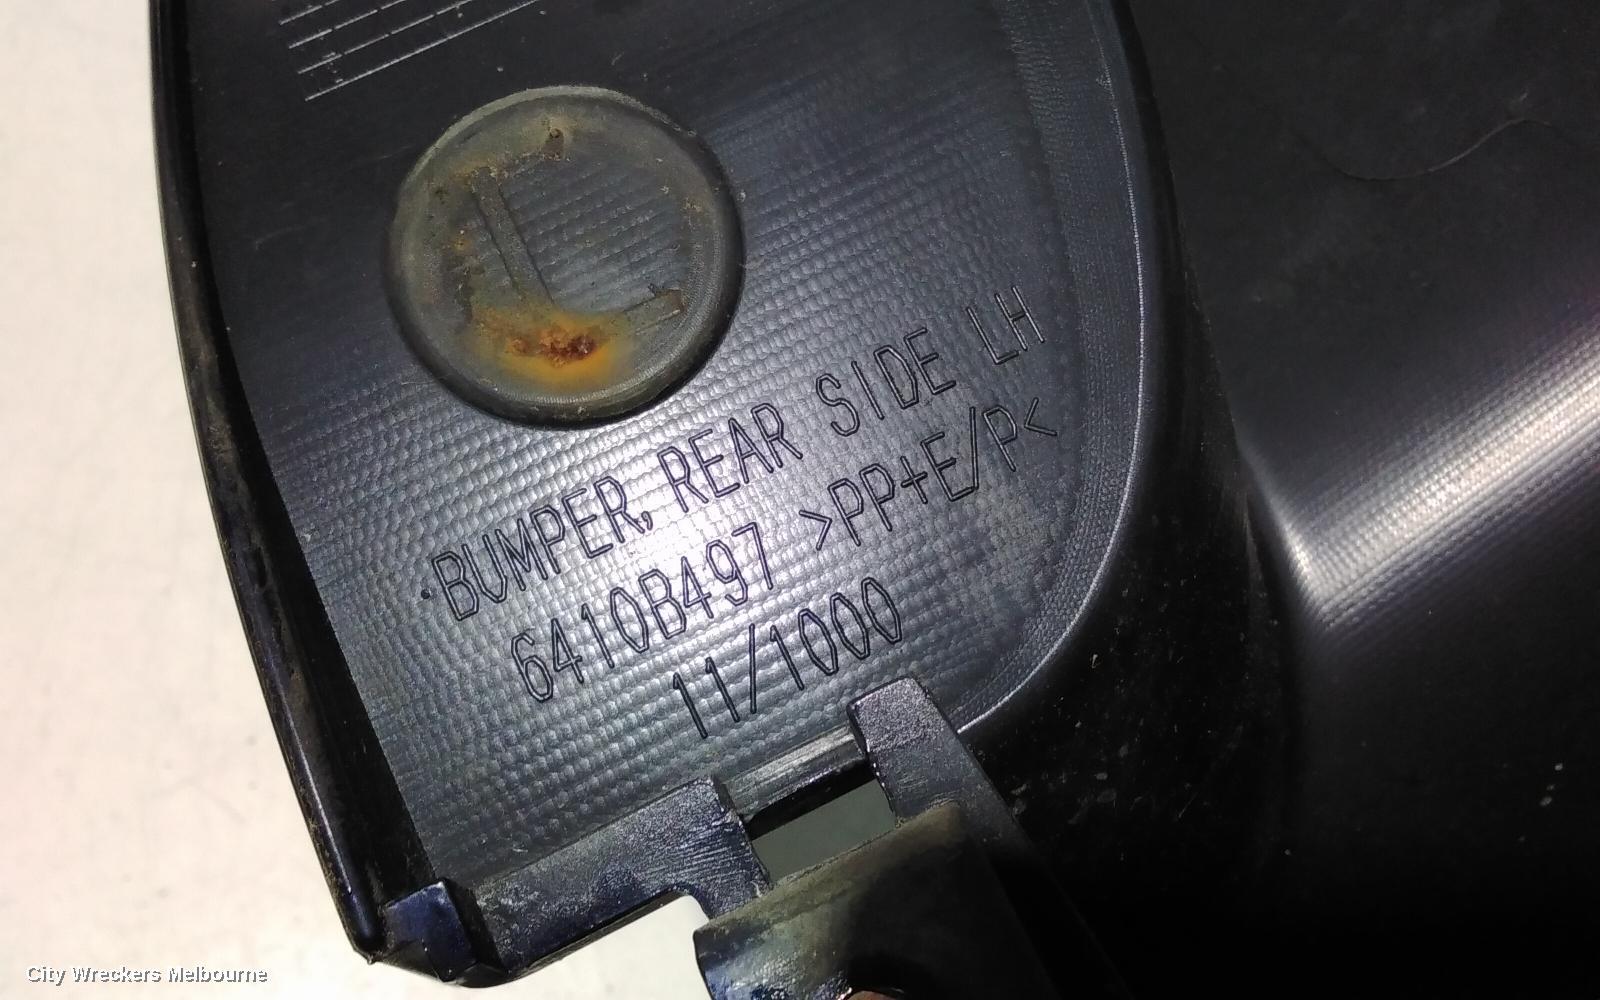 L
BUMPER, REAR SIDE LH
6410B497 >PP+E/P<
11/1000
City Wreckers Melbourne